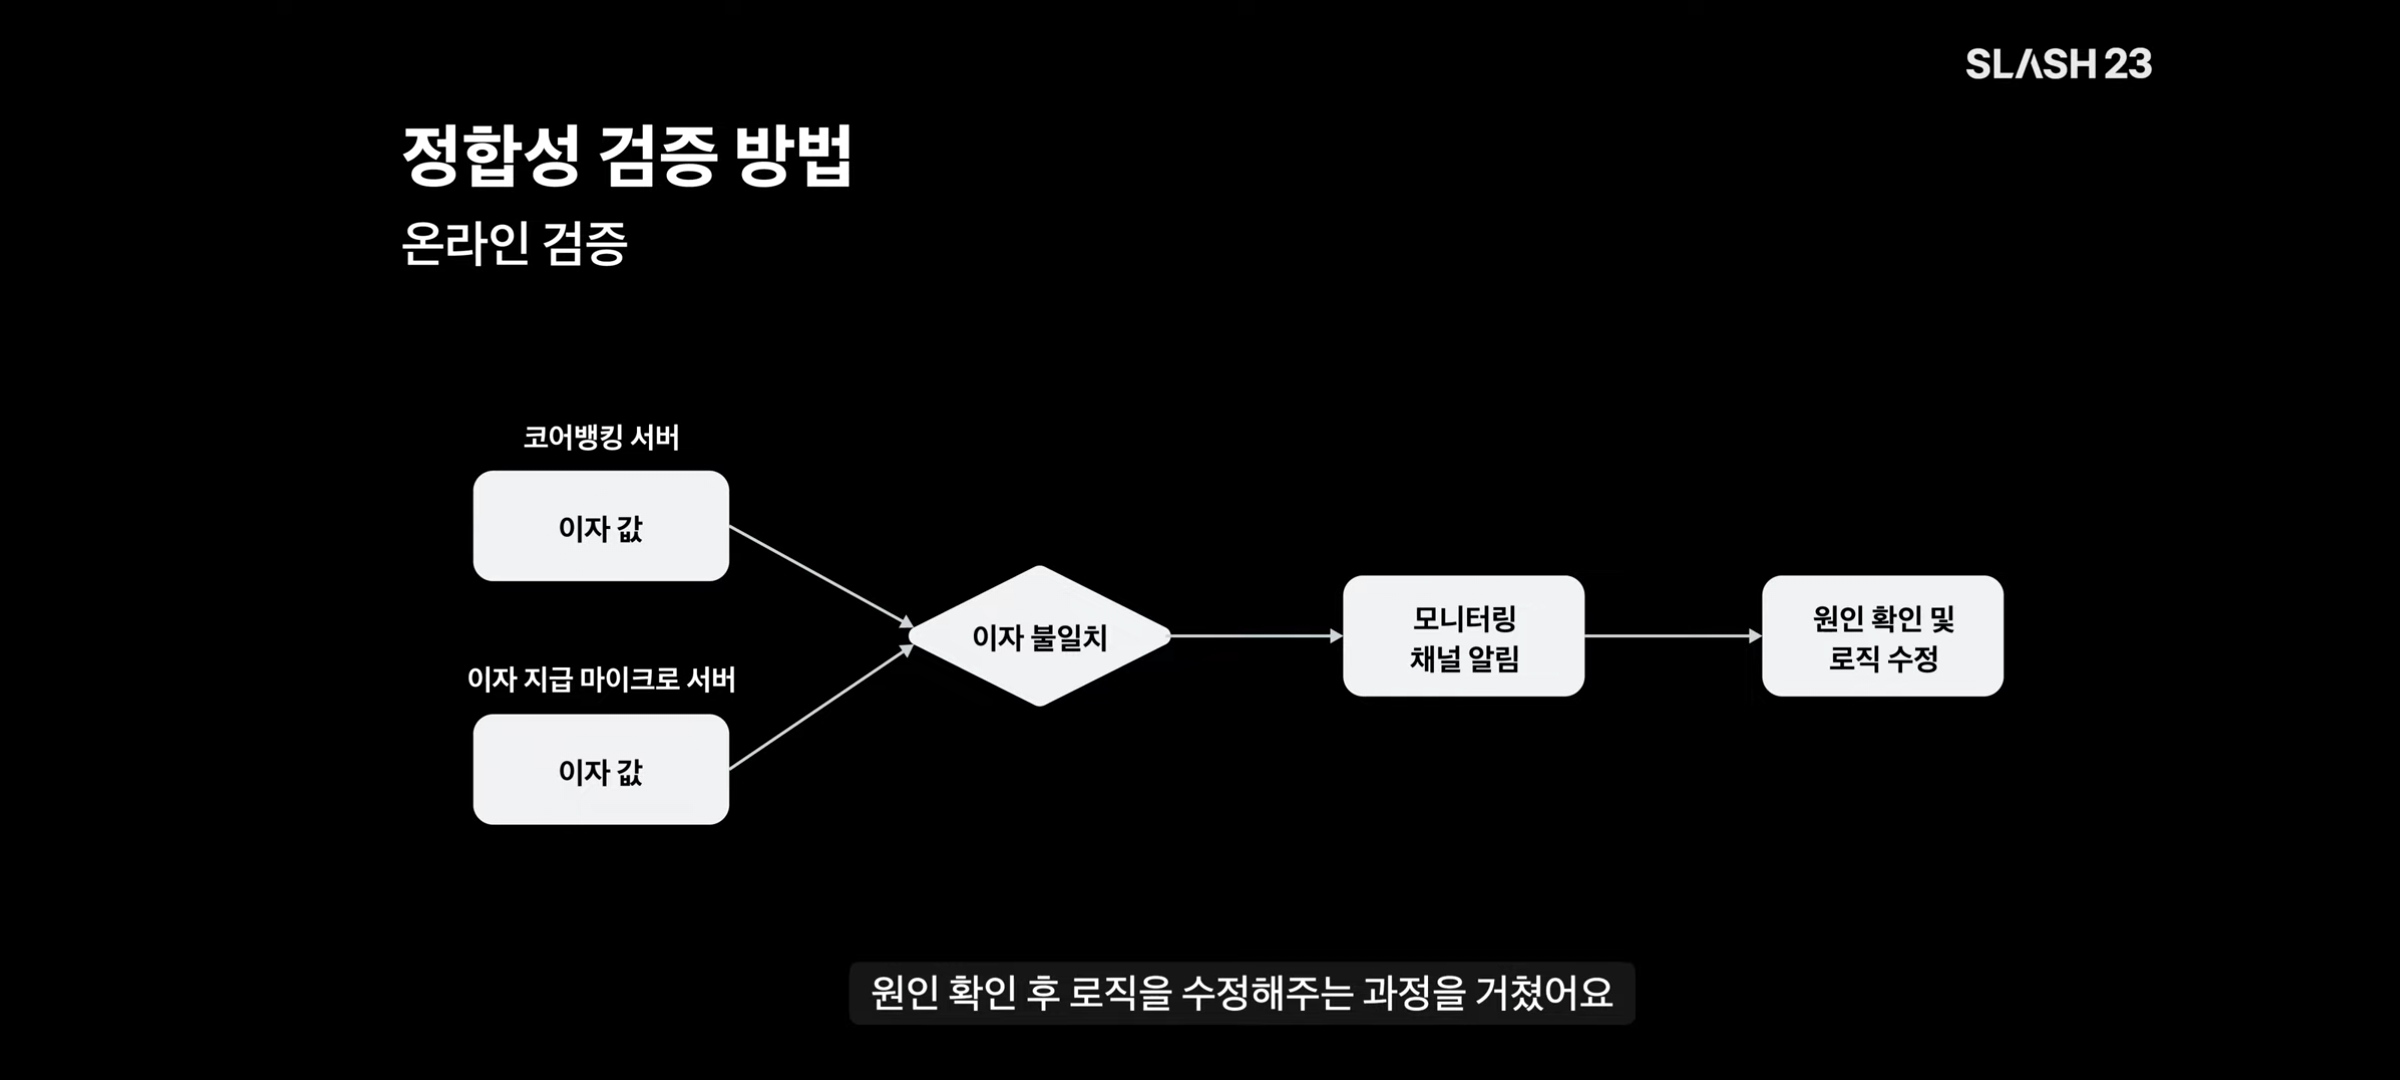 SLASH 23
정합성 검증 방법
온라인 검증
코어뱅킹 서버
이자 값
이자 지급 마이크로 서버
이자 값
이자 불일치
모니터링
채널 알림
원인 확인 및
로직 수정
원인 확인 후 로직을 수정해주는 과정을 거쳤어요